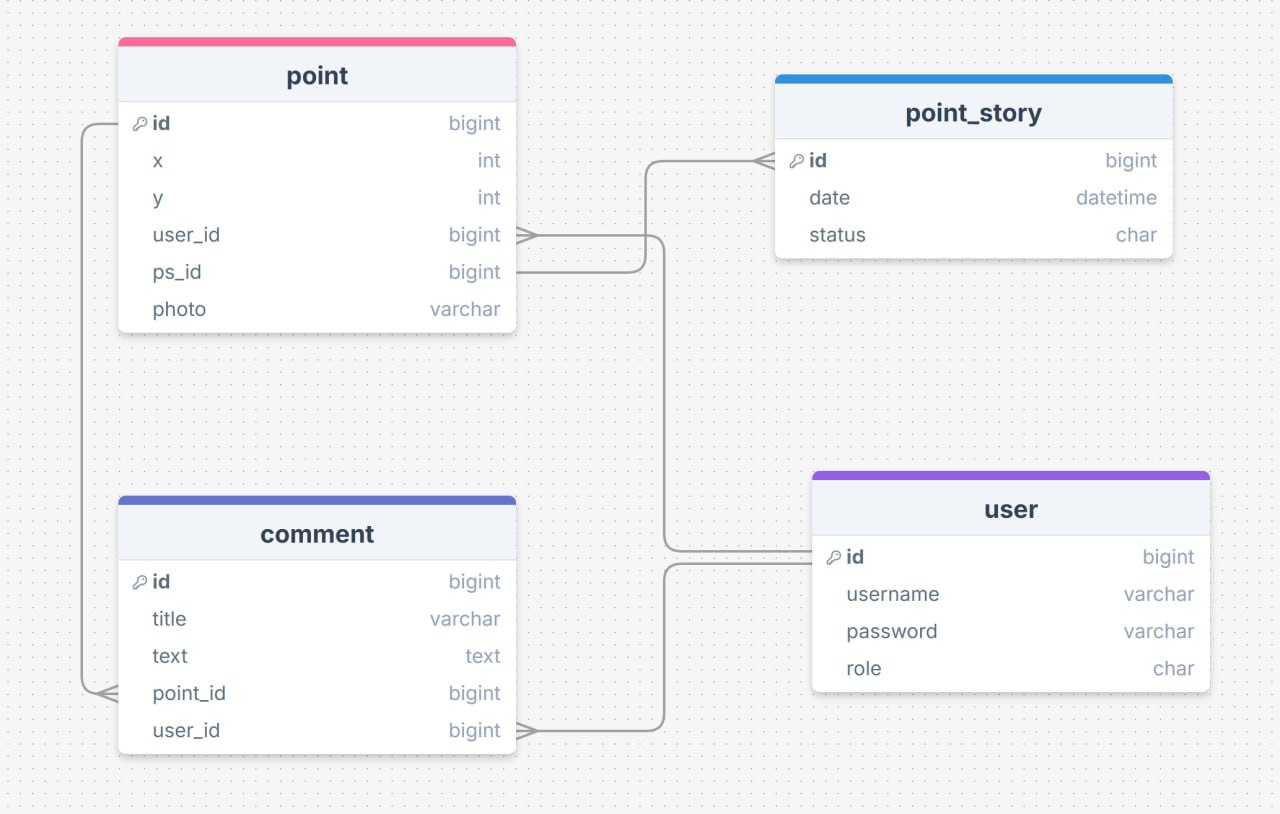 point
id bigint
x int
y int
user_id bigint
ps_id bigint
photo varchar
point_story
id bigint
date datetime
status char
comment
id bigint
title varchar
text text
point_id bigint
user_id bigint
user
id bigint
username varchar
password varchar
role char